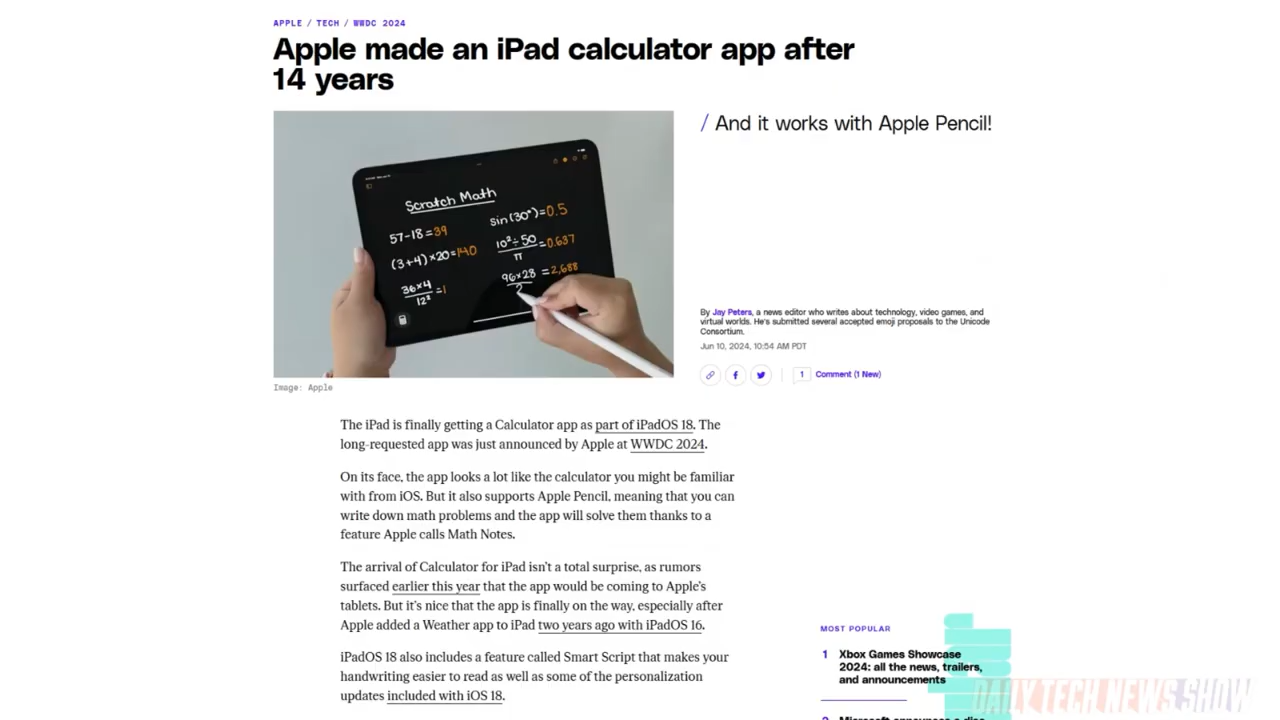 APPLE / TECH / WWDC 2024
Apple made an iPad calculator app after
14 years
/ And it works with Apple Pencil!
Scratch Math
57-18=39
(3+4)×20=140
36×4
12²
=1
sin(30°)=0.5
10²÷50
π
=0.637
96×28
=2,688
By Jay Peters, a news editor who writes about technology, video games, and
virtual worlds. He's submitted several accepted emoji proposals to the Unicode
Consortium.
Jun 10, 2024, 10:54 AM PDT
1 Comment (1 New)
Image: Apple
The iPad is finally getting a Calculator app as part of iPadOS 18. The
long-requested app was just announced by Apple at WWDC 2024.
On its face, the app looks a lot like the calculator you might be familiar
with from iOS. But it also supports Apple Pencil, meaning that you can
write down math problems and the app will solve them thanks to a
feature Apple calls Math Notes.
The arrival of Calculator for iPad isn't a total surprise, as rumors
surfaced earlier this year that the app would be coming to Apple's
tablets. But it's nice that the app is finally on the way, especially after
Apple added a Weather app to iPad two years ago with iPadOS 16.
iPadOS 18 also includes a feature called Smart Script that makes your
handwriting easier to read as well as some of the personalization
updates included with iOS 18.
MOST POPULAR
1 Xbox Games Showcase
2024: all the news, trailers,
and announcements
DAILY TECH NEWS SHOW